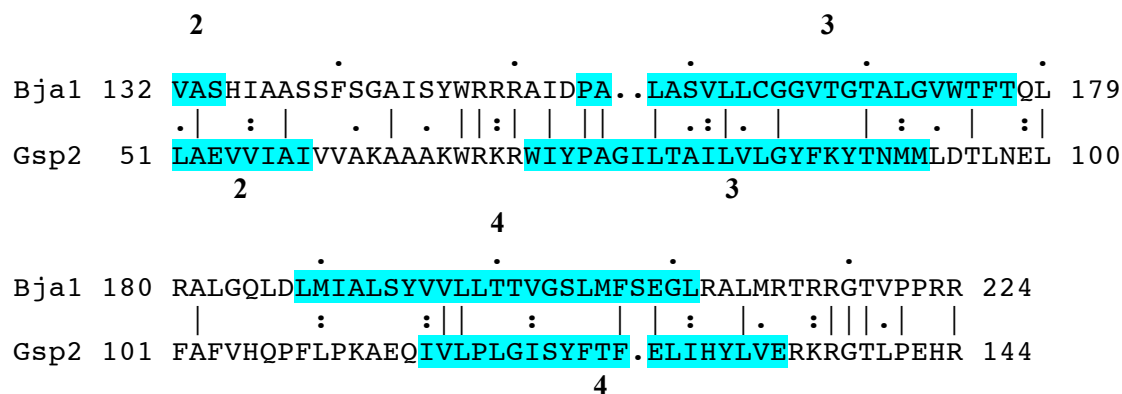 2 3
         .         .         .         .         .
Bja1 132 VASHIAASSFSGAISYWRRRAIDPA..LASVLLCGGVTGTALGVWTFTQL 179
.|  : |   . | . ||:| | ||  | .:|. |    | : . |  :|
Gsp2 51 LAEVVIAIVVAKAAAKWRKRWIYPAGILTAILVLGYFKYTNMMLDTLNEL 100
2 3
4
        .         .         .         .
Bja1 180 RALGQLDLMIALSYVVLLTTVGSLMFSEGLRALMRTRRGTVPPRR 224
 |      :     :||   :    | | :  |.  :|||.|  |
Gsp2 101 FAFVHQPFLPKAEQIVLPLGISYFTF.ELIHYLVERKRGTLPEHR 144
4